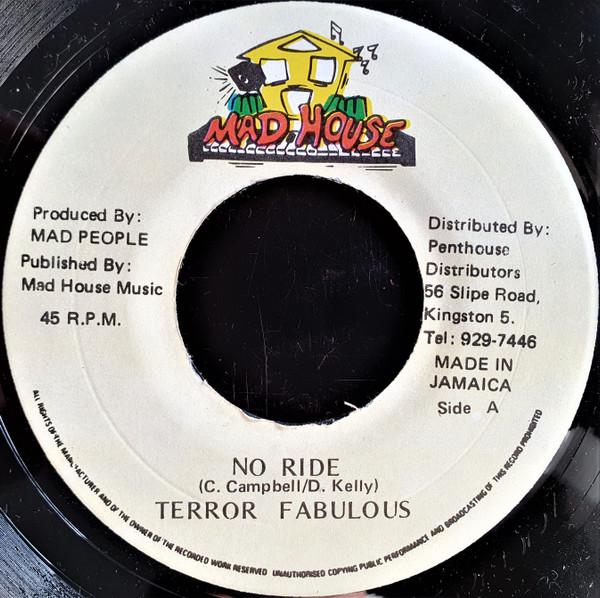 MAD HOUSE
Produced By:
MAD PEOPLE
Published By:
Mad House Music
45 R.P.M.
Distributed By:
Penthouse
Distributors
56 Slipe Road,
Kingston 5.
Tel: 929-7446
MADE IN
JAMAICA
Side A
NO RIDE
(C. Campbell/D. Kelly)
TERROR FABULOUS
ALL RIGHTS OF THE MANUFACTURER AND OF THE OWNER OF THE RECORDED WORK RESERVED UNAUTHORISED COPYING PUBLIC PERFORMANCE AND BROADCASTING OF THIS RECORD PROHIBITED